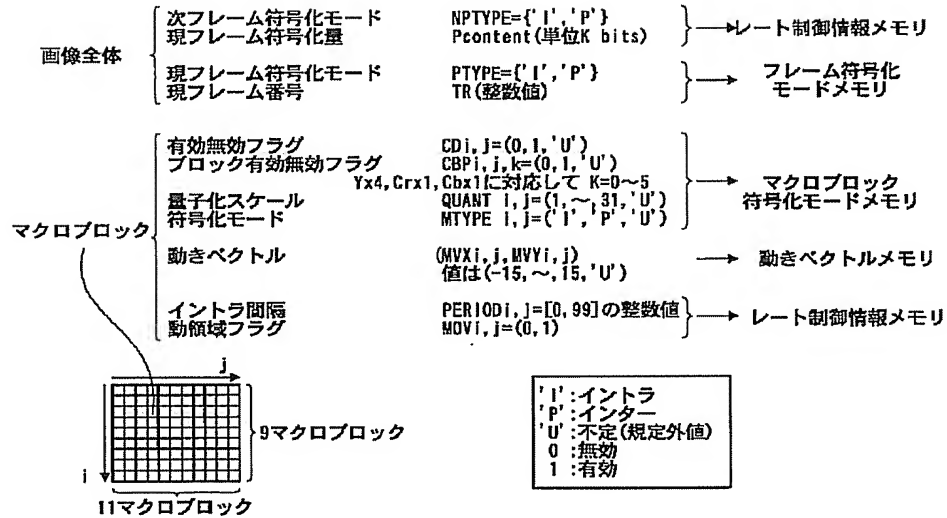 画像全体
次フレーム符号化モード NPTYPE={'I','P'}
現フレーム符号化量 Pcontent(単位K bits)
レート制御情報メモリ
現フレーム符号化モード PTYPE={'I','P'}
現フレーム番号 TR(整数値)
フレーム符号化
モードメモリ
マクロブロック
有効無効フラグ CDi,j=(0,1,'U')
ブロック有効無効フラグ CBPi,j,k=(0,1,'U')
Yx4,Crx1,Cbx1に対応して K=0～5
量子化スケール QUANT i,j=(1,～,31,'U')
符号化モード MTYPE i,j=('I','P','U')
マクロブロック
符号化モードメモリ
動きベクトル (MVXi,j,MVYi,j)
値は(-15,～,15,'U')
動きベクトルメモリ
イントラ間隔 PERIODi,j=[0,99]の整数値
動領域フラグ MOVi,j=(0,1)
レート制御情報メモリ
j
i
9マクロブロック
11マクロブロック
'I':イントラ
'P':インター
'U':不定(規定外値)
0:無効
1:有効